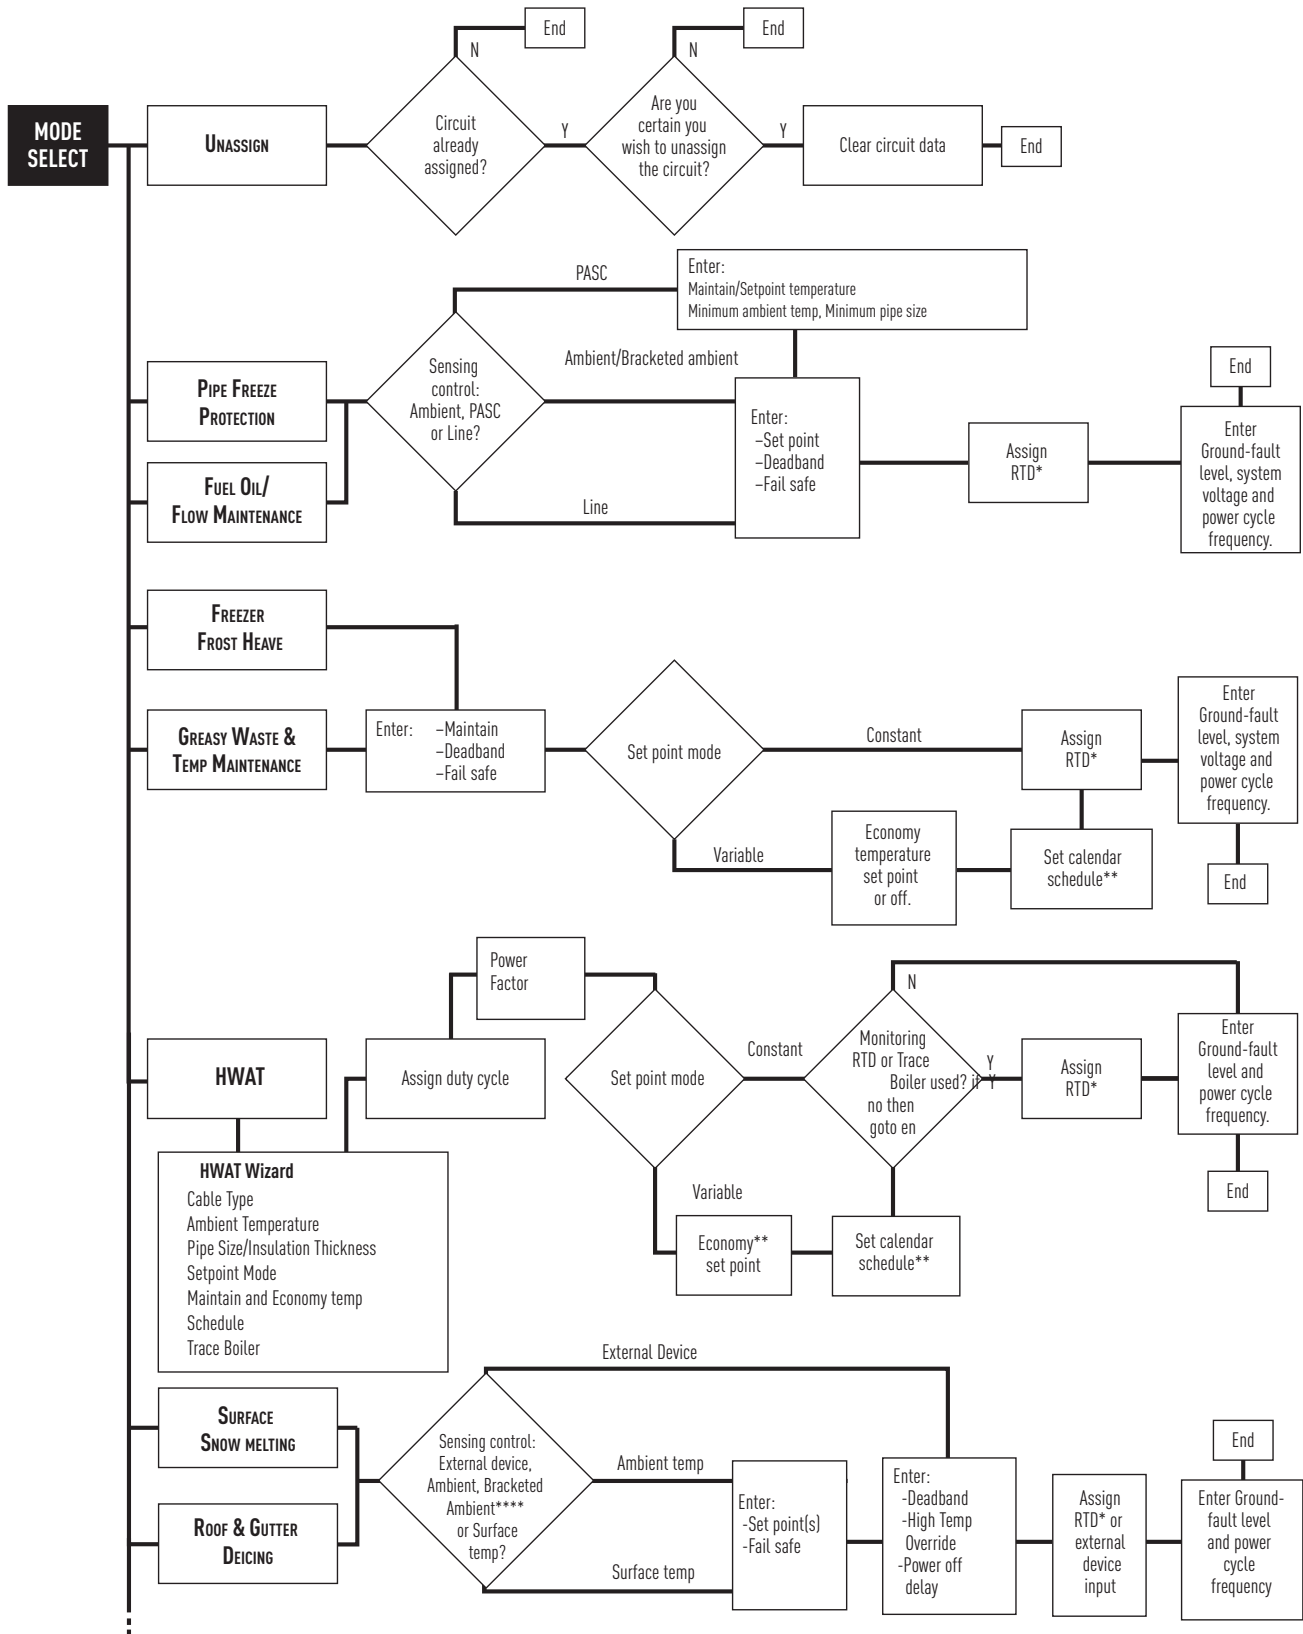 End
End
N
N
MODE
SELECT
UNASSIGN
Circuit
already
assigned?
Y
Are you
certain you
wish to unassign
the circuit?
Y
Clear circuit data
End
PASC
Enter:
Maintain/Setpoint temperature
Minimum ambient temp, Minimum pipe size
PIPE FREEZE
PROTECTION
FUEL OIL/
FLOW MAINTENANCE
Sensing
control:
Ambient, PASC
or Line?
Ambient/Bracketed ambient
Line
Enter:
–Set point
–Deadband
–Fail safe
Assign
RTD*
End
Enter
Ground-fault
level, system
voltage and
power cycle
frequency.
FREEZER
FROST HEAVE
GREASY WASTE &
TEMP MAINTENANCE
Enter: –Maintain
–Deadband
–Fail safe
Set point mode
Constant
Variable
Economy
temperature
set point
or off.
Set calendar
schedule**
Assign
RTD*
Enter
Ground-fault
level, system
voltage and
power cycle
frequency.
End
HWAT
Assign duty cycle
Power
Factor
Set point mode
Constant
N
Monitoring
RTD or Trace
Boiler used? if Y
no then
goto en
Y
Assign
RTD*
Enter
Ground-fault
level and
power cycle
frequency.
End
Variable
Economy**
set point
Set calendar
schedule**
HWAT Wizard
Cable Type
Ambient Temperature
Pipe Size/Insulation Thickness
Setpoint Mode
Maintain and Economy temp
Schedule
Trace Boiler
SURFACE
SNOW MELTING
ROOF & GUTTER
DEICING
External Device
Sensing control:
External device,
Ambient, Bracketed
Ambient****
or Surface
temp?
Ambient temp
Surface temp
Enter:
-Set point(s)
-Fail safe
Enter:
-Deadband
-High Temp
Override
-Power off
delay
Assign
RTD* or
external
device
input
End
Enter Ground-
fault level
and power
cycle
frequency